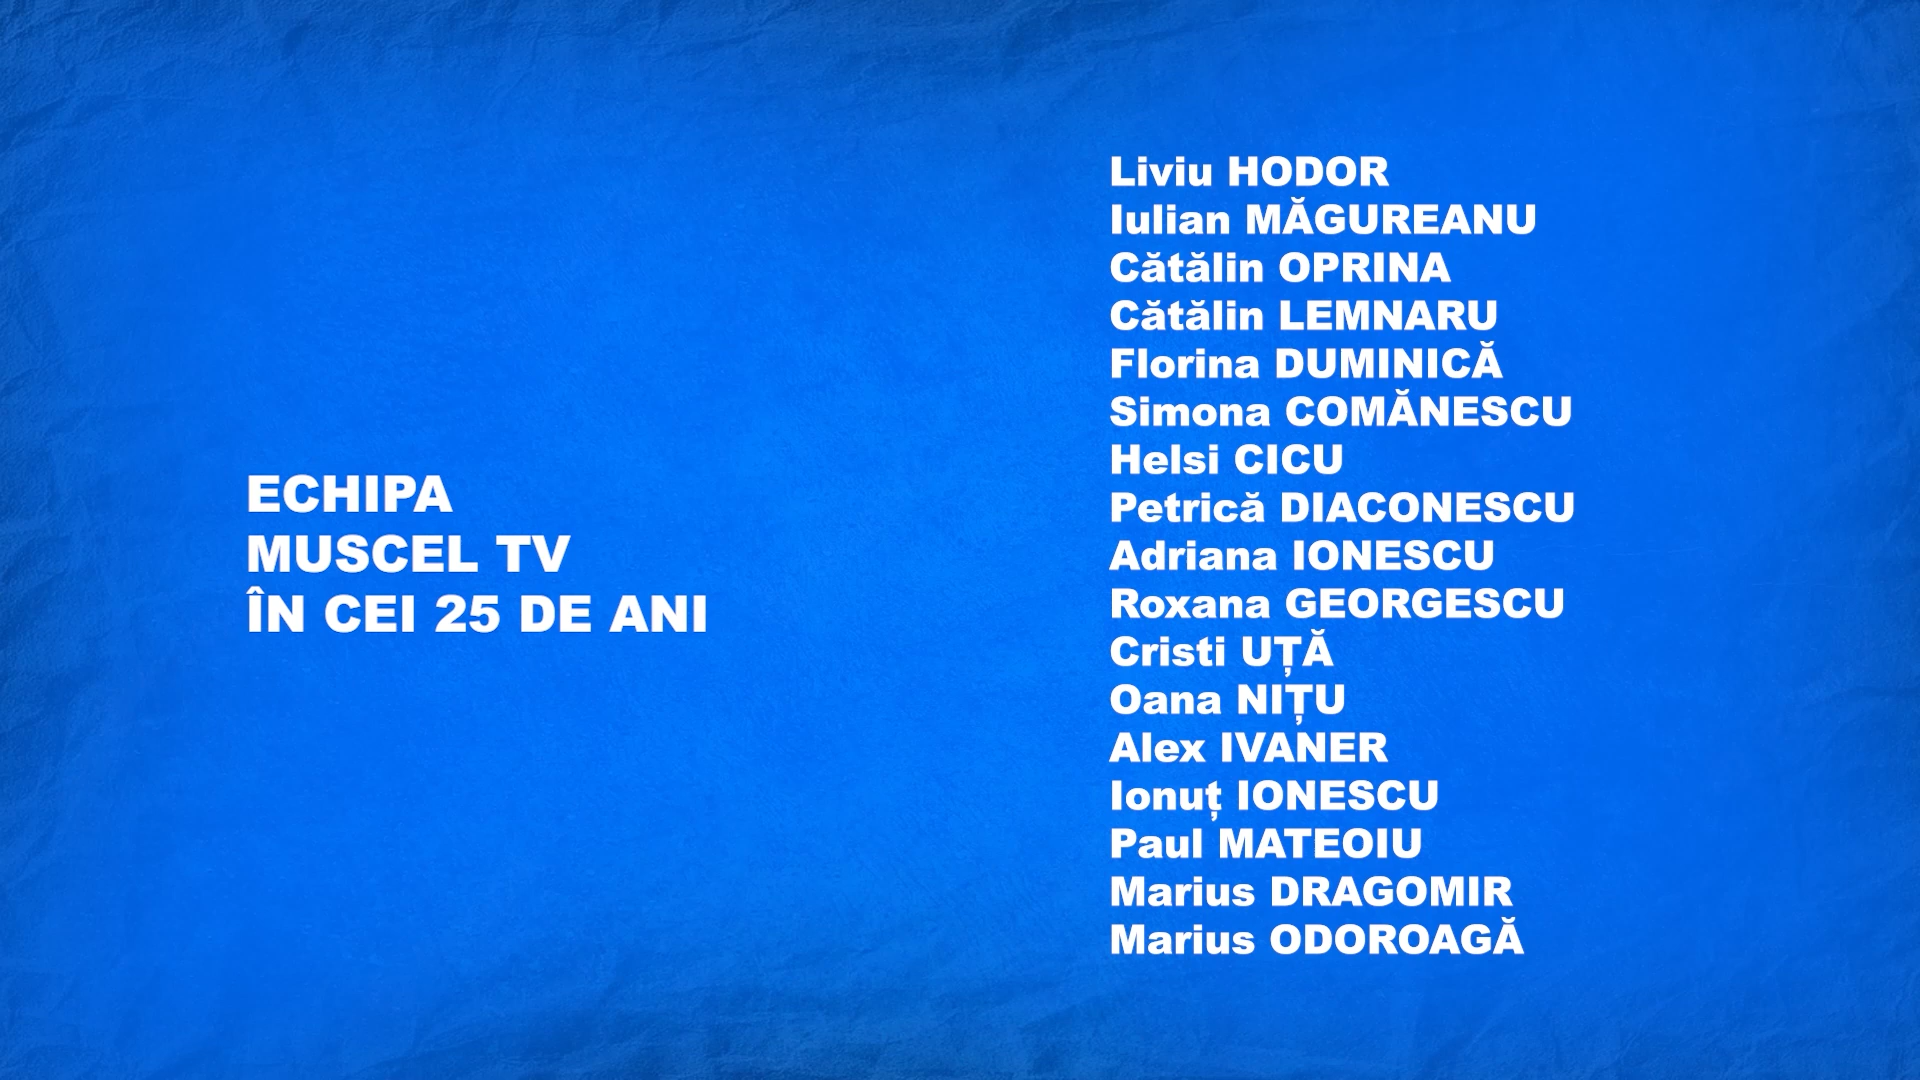 ECHIPA
MUSCEL TV
ÎN CEI 25 DE ANI
Liviu HODOR
Iulian MĂGUREANU
Cătălin OPRINA
Cătălin LEMNARU
Florina DUMINICĂ
Simona COMĂNESCU
Helsi CICU
Petrică DIACONESCU
Adriana IONESCU
Roxana GEORGESCU
Cristi UȚĂ
Oana NIȚU
Alex IVANER
Ionuț IONESCU
Paul MATEOIU
Marius DRAGOMIR
Marius ODOROAGĂ